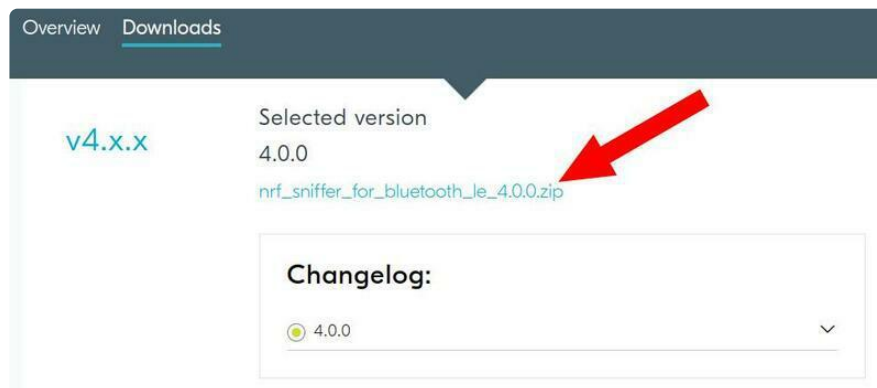 Overview Downloads
v4.x.x
Selected version
4.0.0
nrf_sniffer_for_bluetooth_le_4.0.0.zip
Changelog:
4.0.0